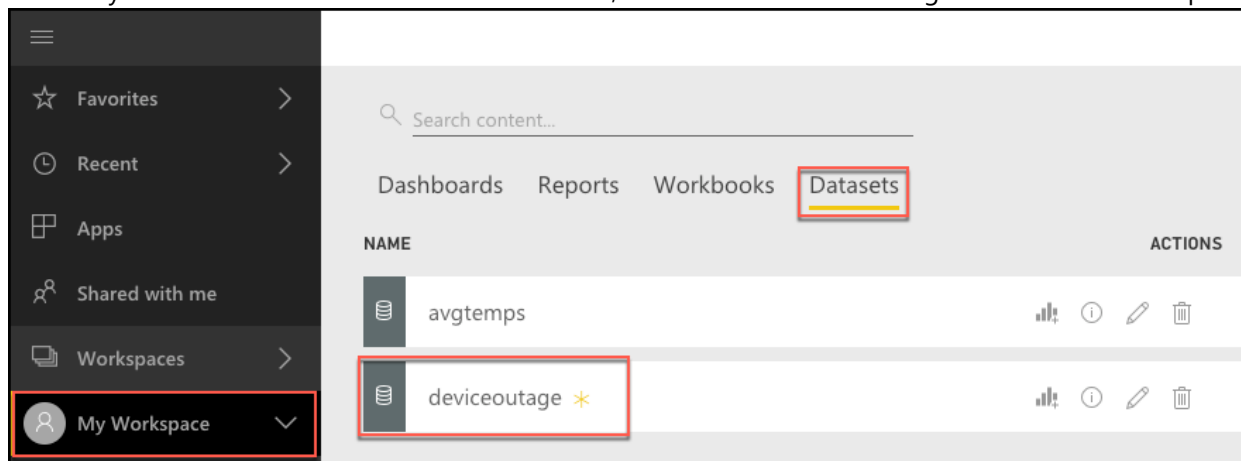 Favorites
Recent
Apps
Shared with me
Workspaces
My Workspace
Search content...
Dashboards Reports Workbooks Datasets
NAME ACTIONS
avgtemps
deviceoutage *